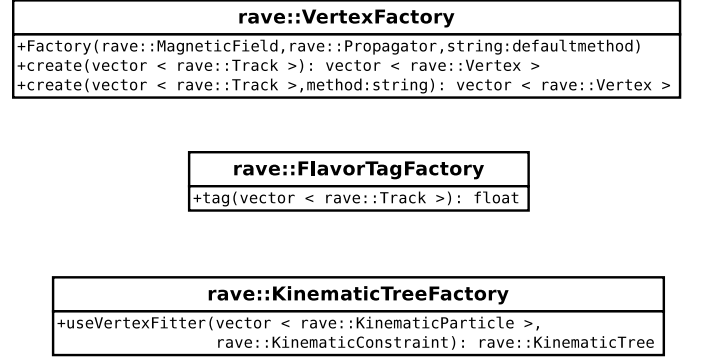 rave::VertexFactory
+Factory(rave::MagneticField,rave::Propagator,string:defaultmethod)
+create(vector < rave::Track >): vector < rave::Vertex >
+create(vector < rave::Track >,method:string): vector < rave::Vertex >
rave::FlavorTagFactory
+tag(vector < rave::Track >): float
rave::KinematicTreeFactory
+useVertexFitter(vector < rave::KinematicParticle >,
rave::KinematicConstraint): rave::KinematicTree